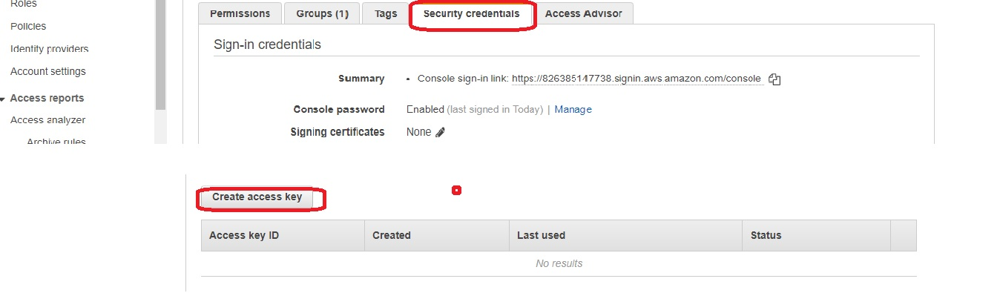 Roles
Policies
Identity providers
Account settings
Access reports
Access analyzer
Archive rules
Permissions Groups (1) Tags Security credentials Access Advisor
Sign-in credentials
Summary • Console sign-in link: https://826385147738.signin.aws.amazon.com/console
Console password Enabled (last signed in Today) | Manage
Signing certificates None
Create access key
Access key ID Created Last used Status
No results